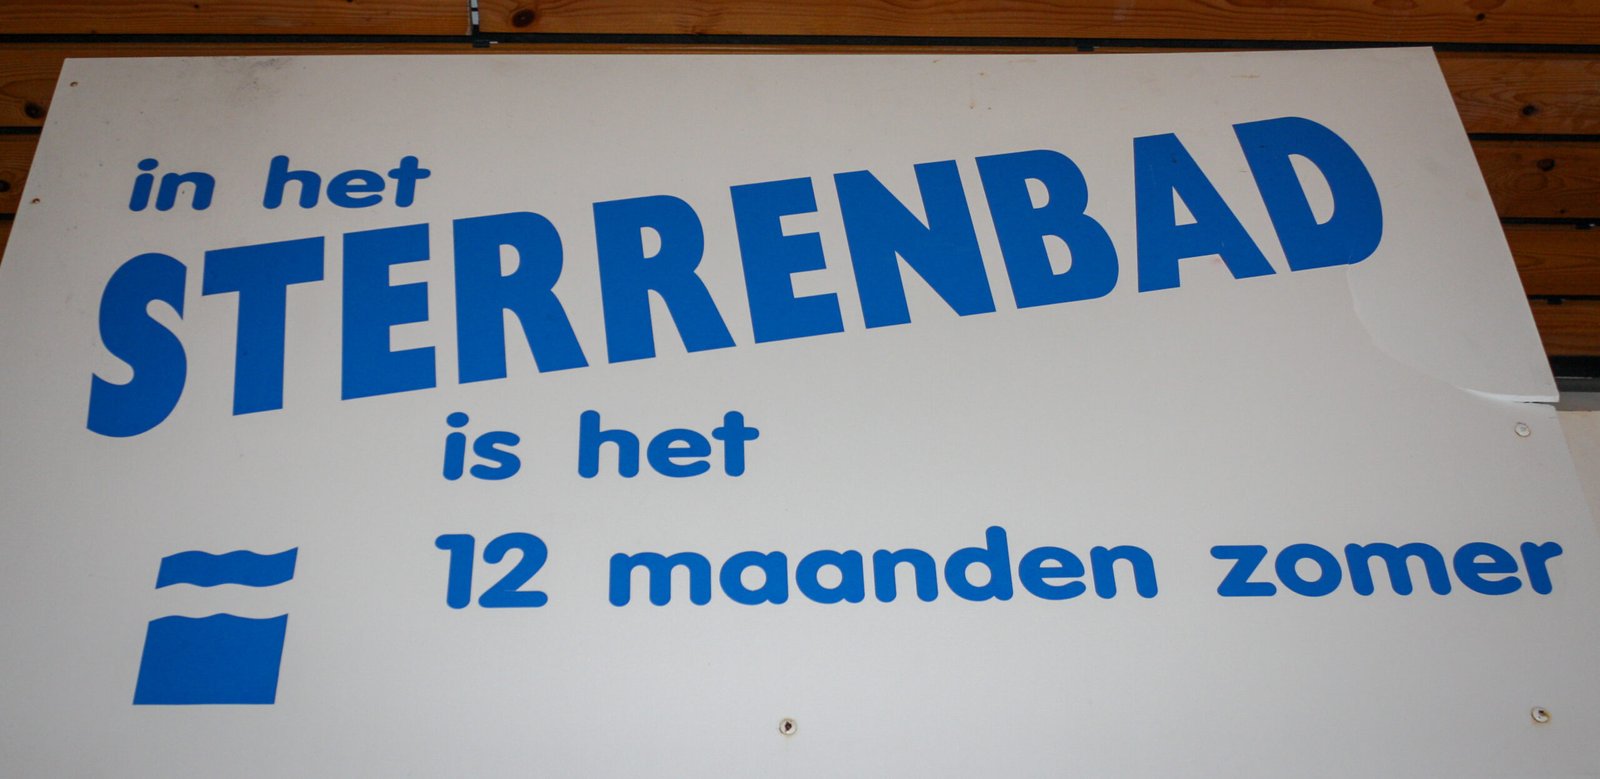 in het
STERRENBAD
is het
12 maanden zomer